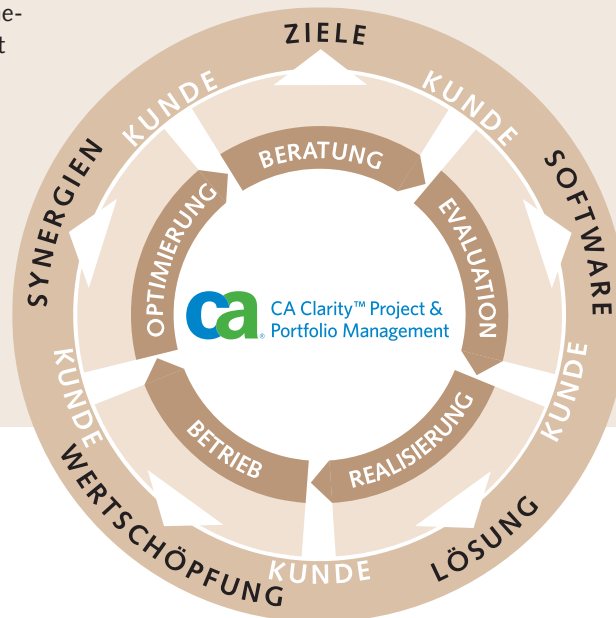 e-
t
ZIELE
KUNDE
KUNDE
SYNERGIEN
SOFTWARE
BERATUNG
OPTIMIERUNG
EVALUATION
ca®
CA Clarity™ Project &
Portfolio Management
KUNDE
KUNDE
BETRIEB
REALISIERUNG
WERTSCHÖPFUNG
LÖSUNG
KUNDE